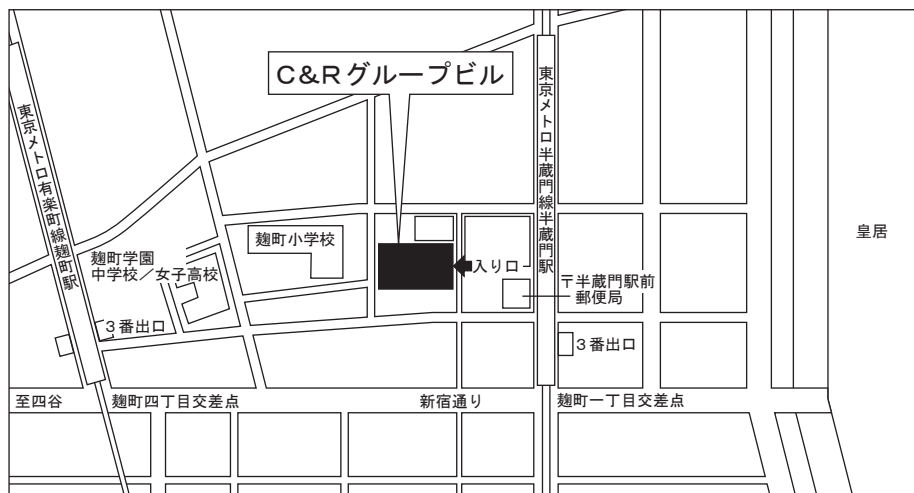 C&Rグループビル
東京メトロ半蔵門線半蔵門駅
東京メトロ有楽町線麹町駅
皇居
麹町小学校
麹町学園
中学校／女子高校
入り口
〒半蔵門駅前
郵便局
３番出口
３番出口
至四谷
麹町四丁目交差点
新宿通り
麹町一丁目交差点